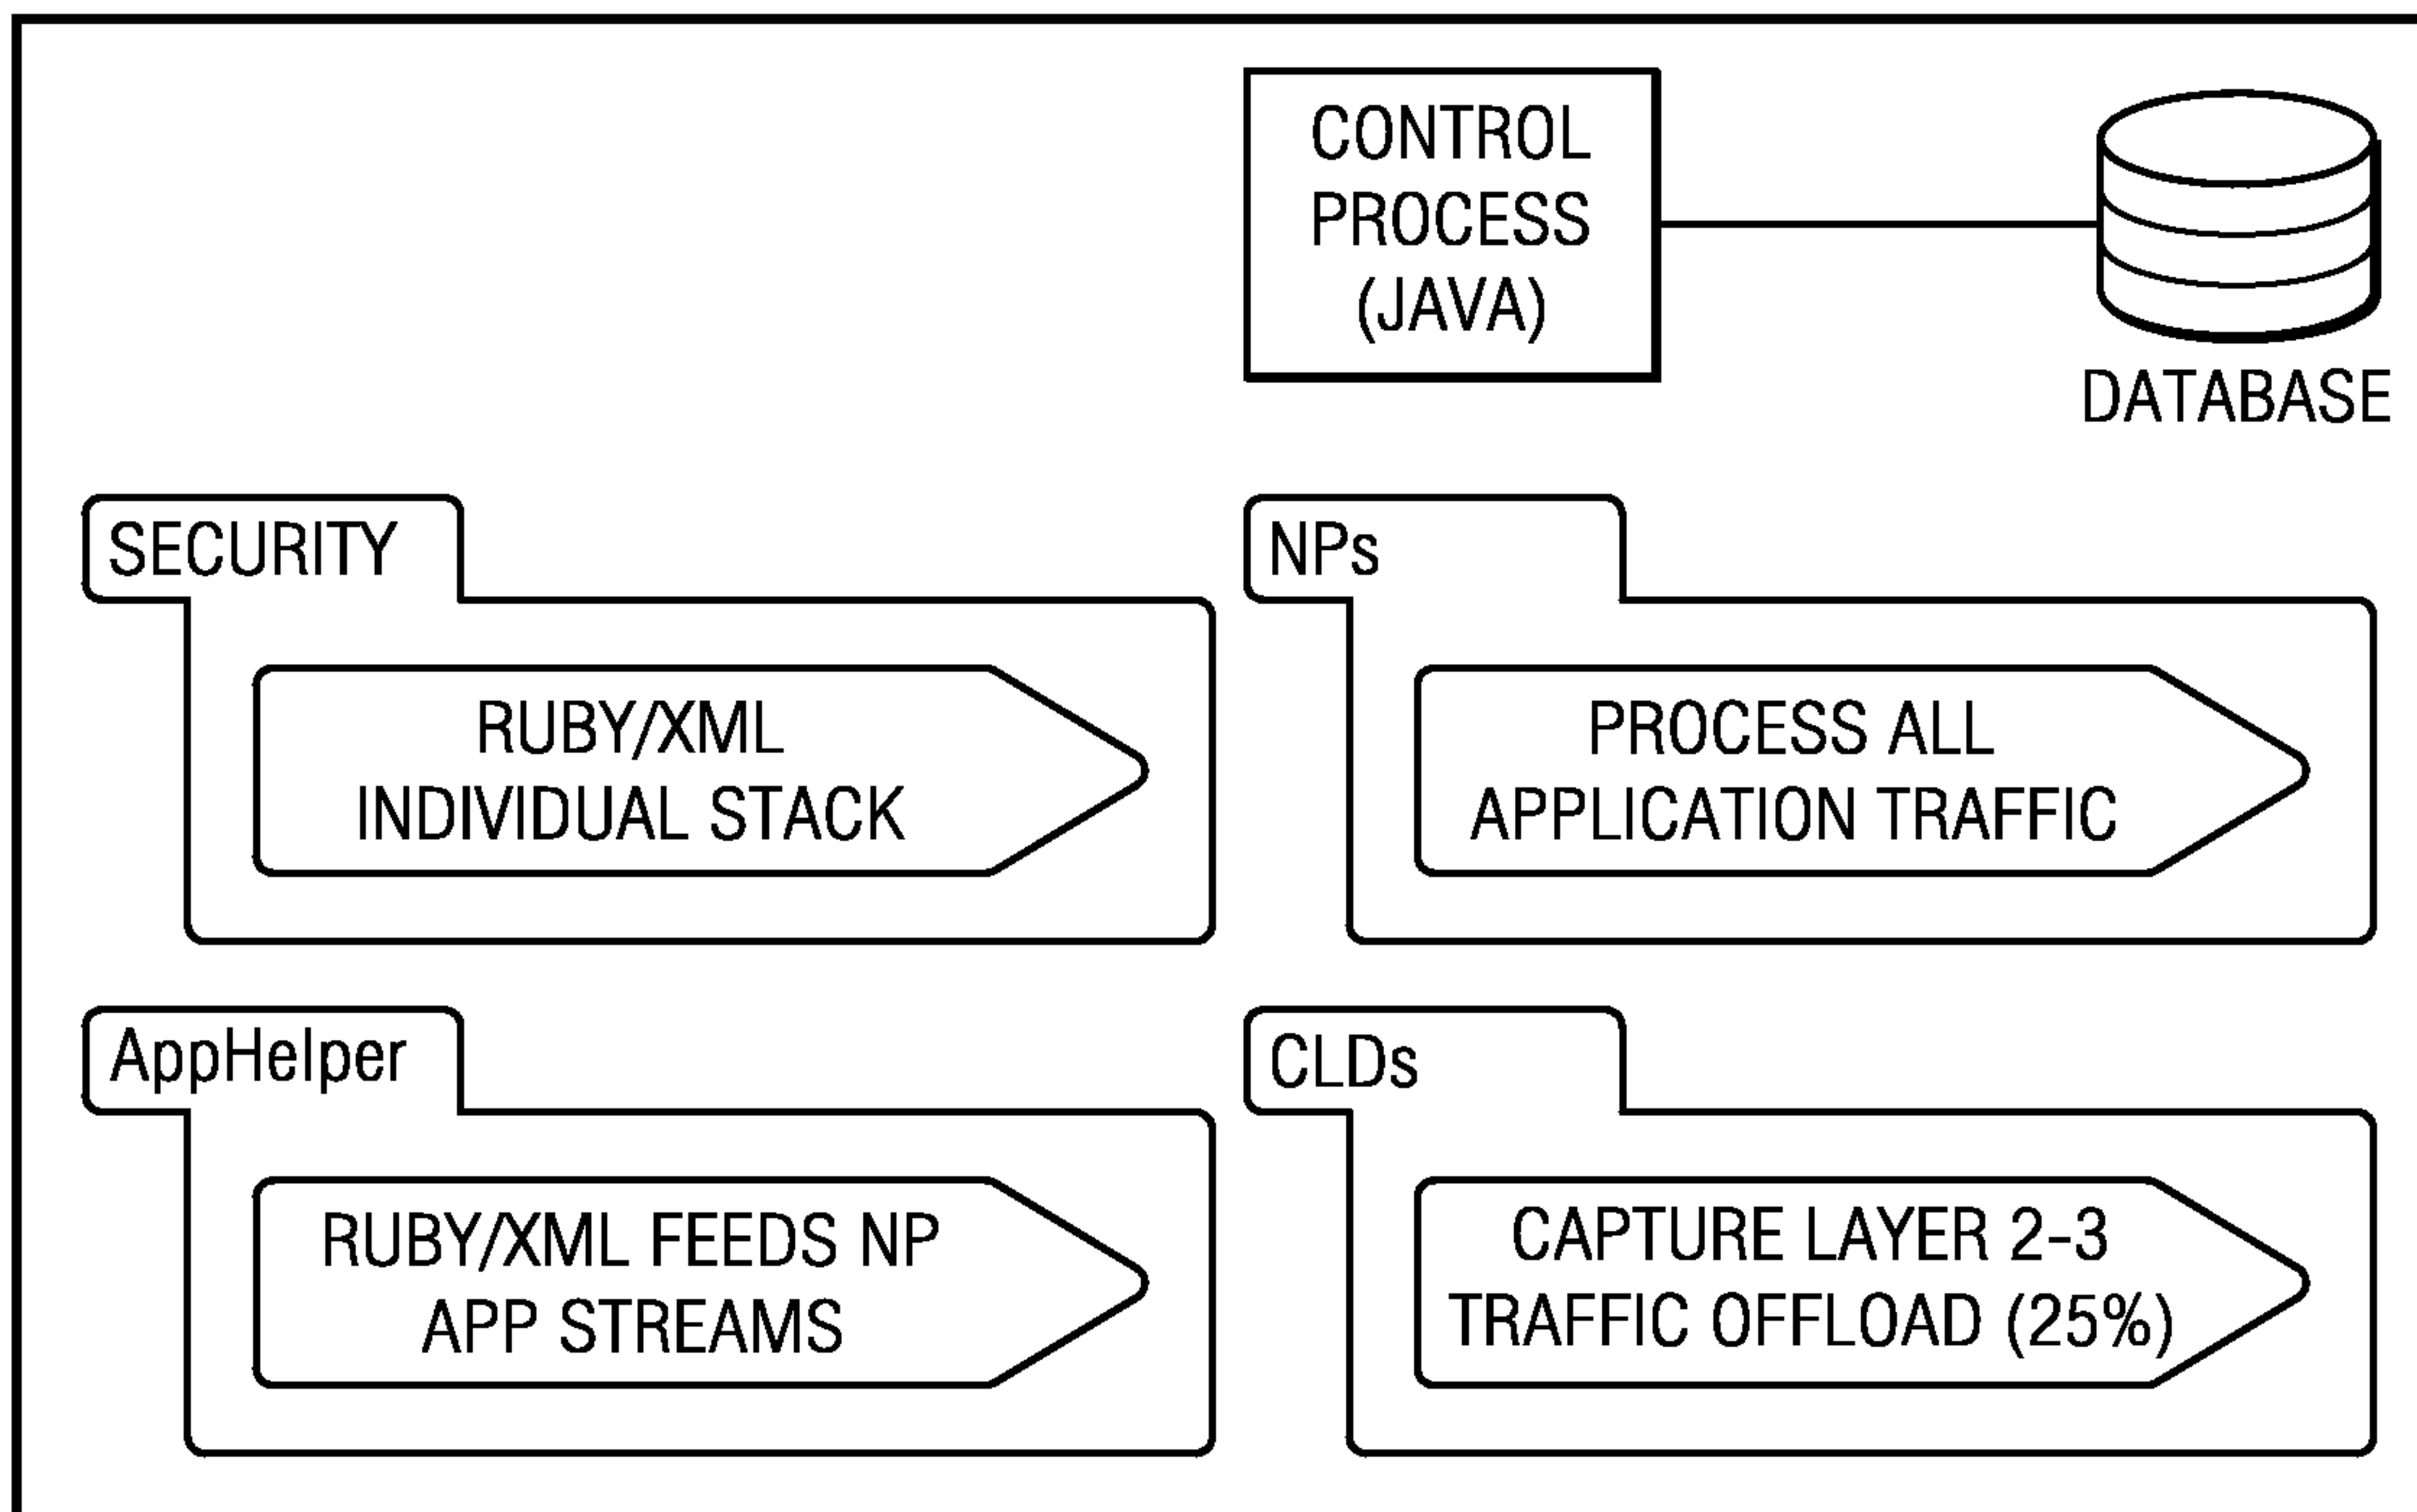 CONTROL
PROCESS
(JAVA)
DATABASE
SECURITY
RUBY/XML
INDIVIDUAL STACK
NPs
PROCESS ALL
APPLICATION TRAFFIC
AppHelper
RUBY/XML FEEDS NP
APP STREAMS
CLDs
CAPTURE LAYER 2-3
TRAFFIC OFFLOAD (25%)